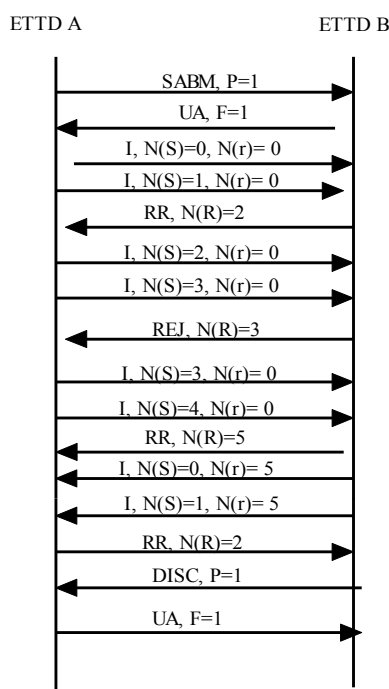 ETTD A ETTD B
SABM, P=1
UA, F=1
I, N(S)=0, N(r)= 0
I, N(S)=1, N(r)= 0
RR, N(R)=2
I, N(S)=2, N(r)= 0
I, N(S)=3, N(r)= 0
REJ, N(R)=3
I, N(S)=3, N(r)= 0
I, N(S)=4, N(r)= 0
RR, N(R)=5
I, N(S)=0, N(r)= 5
I, N(S)=1, N(r)= 5
RR, N(R)=2
DISC, P=1
UA, F=1